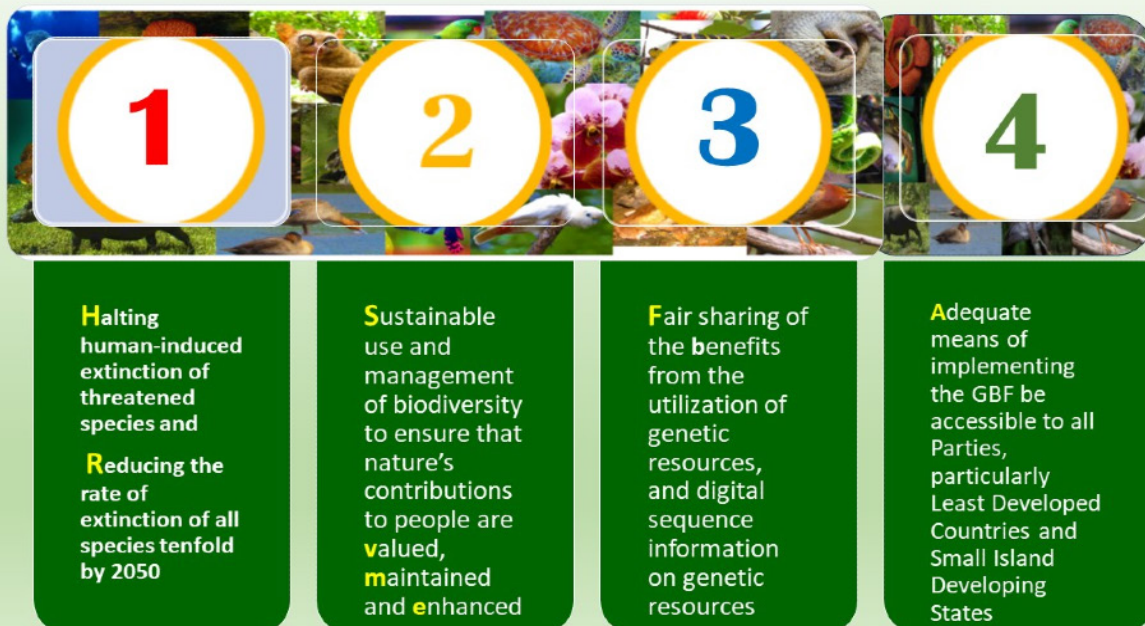 1
Halting
human-induced
extinction of
threatened
species and
Reducing the
rate of
extinction of all
species tenfold
by 2050
2
Sustainable
use and
management
of biodiversity
to ensure that
nature's
contributions
to people are
valued,
maintained
and enhanced
3
Fair sharing of
the benefits
from the
utilization of
genetic
resources,
and digital
sequence
information
on genetic
resources
4
Adequate
means of
implementing
the GBF be
accessible to all
Parties,
particularly
Least Developed
Countries and
Small Island
Developing
States